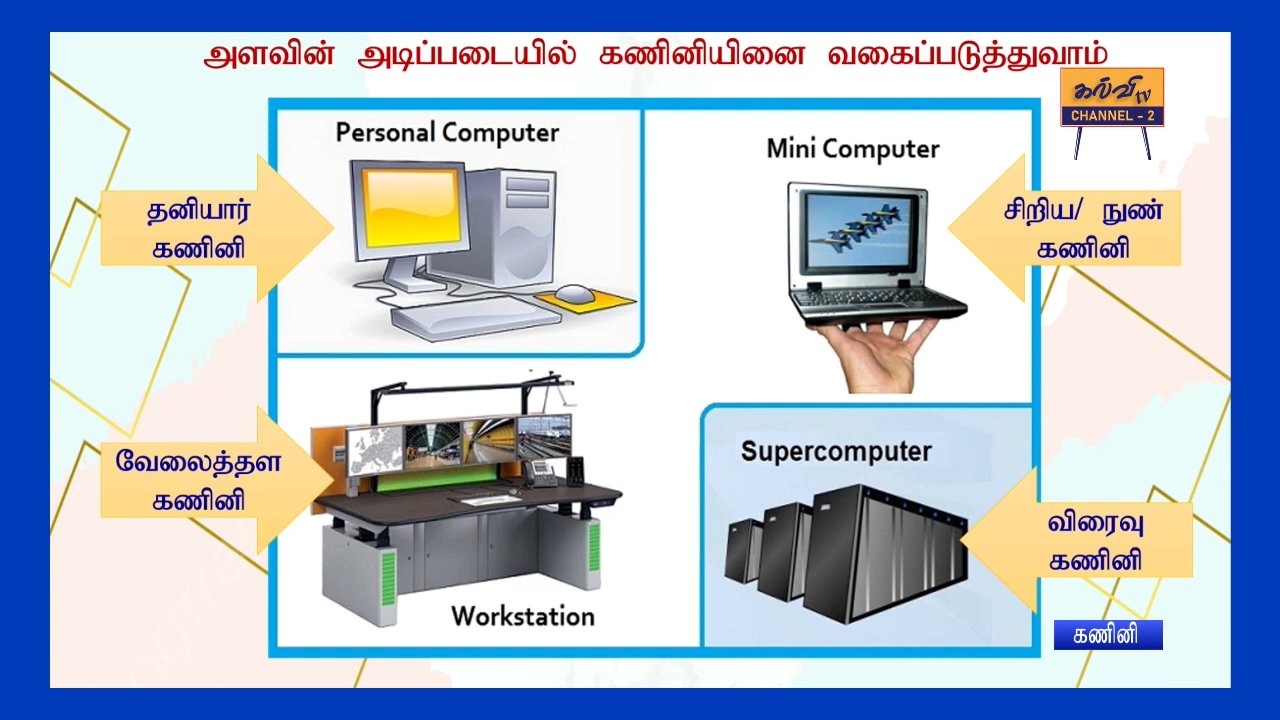 அளவின் அடிப்படையில் கணினியினை வகைப்படுத்துவாம்
கல்வி TV
CHANNEL - 2
Personal Computer
தனியார்
கணினி
Mini Computer
சிறிய/ நுண்
கணினி
வேலைத்தள
கணினி
Workstation
Supercomputer
விரைவு
கணினி
கணினி